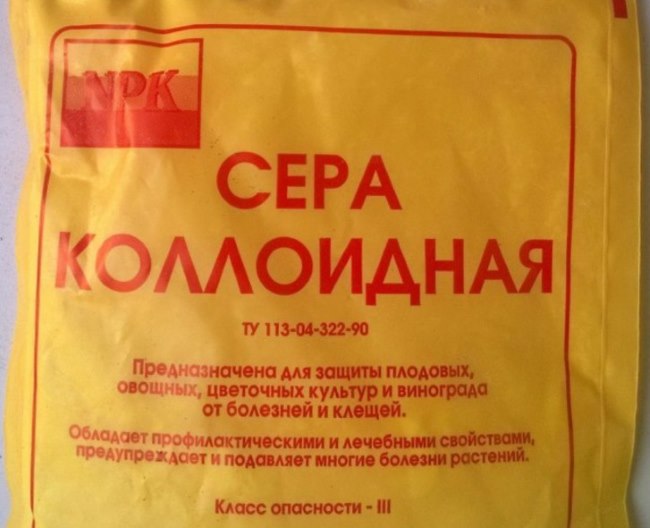 NPK
СЕРА
КОЛЛОИДНАЯ
ТУ 113-04-322-90
Предназначена для защиты плодовых,
овощных, цветочных культур и винограда
от болезней и клещей.
Обладает профилактическими и лечебными свойствами,
предупреждает и подавляет многие болезни растений.
Класс опасности - III